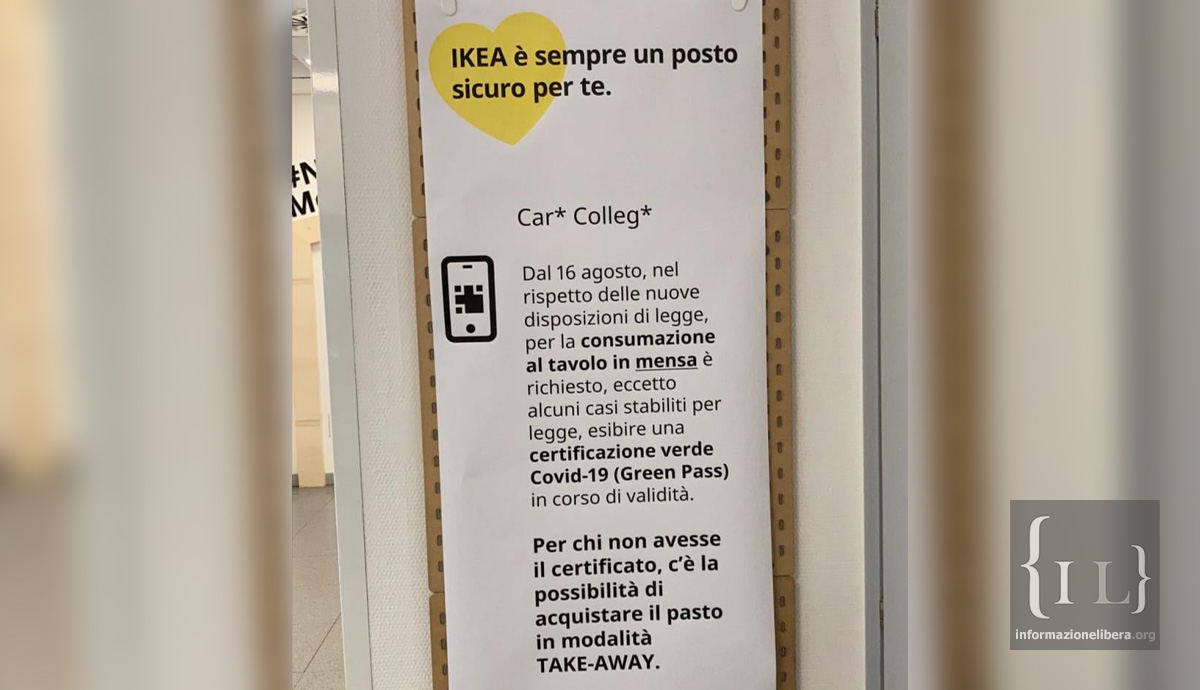 IKEA è sempre un posto
sicuro per te.
Car* Colleg*
Dal 16 agosto, nel
rispetto delle nuove
disposizioni di legge,
per la consumazione
al tavolo in mensa è
richiesto, eccetto
alcuni casi stabiliti per
legge, esibire una
certificazione verde
Covid-19 (Green Pass)
in corso di validità.
Per chi non avesse
il certificato, c'è la
possibilità di
acquistare il pasto
in modalità
TAKE-AWAY.
{IL}
informazionelibera.org